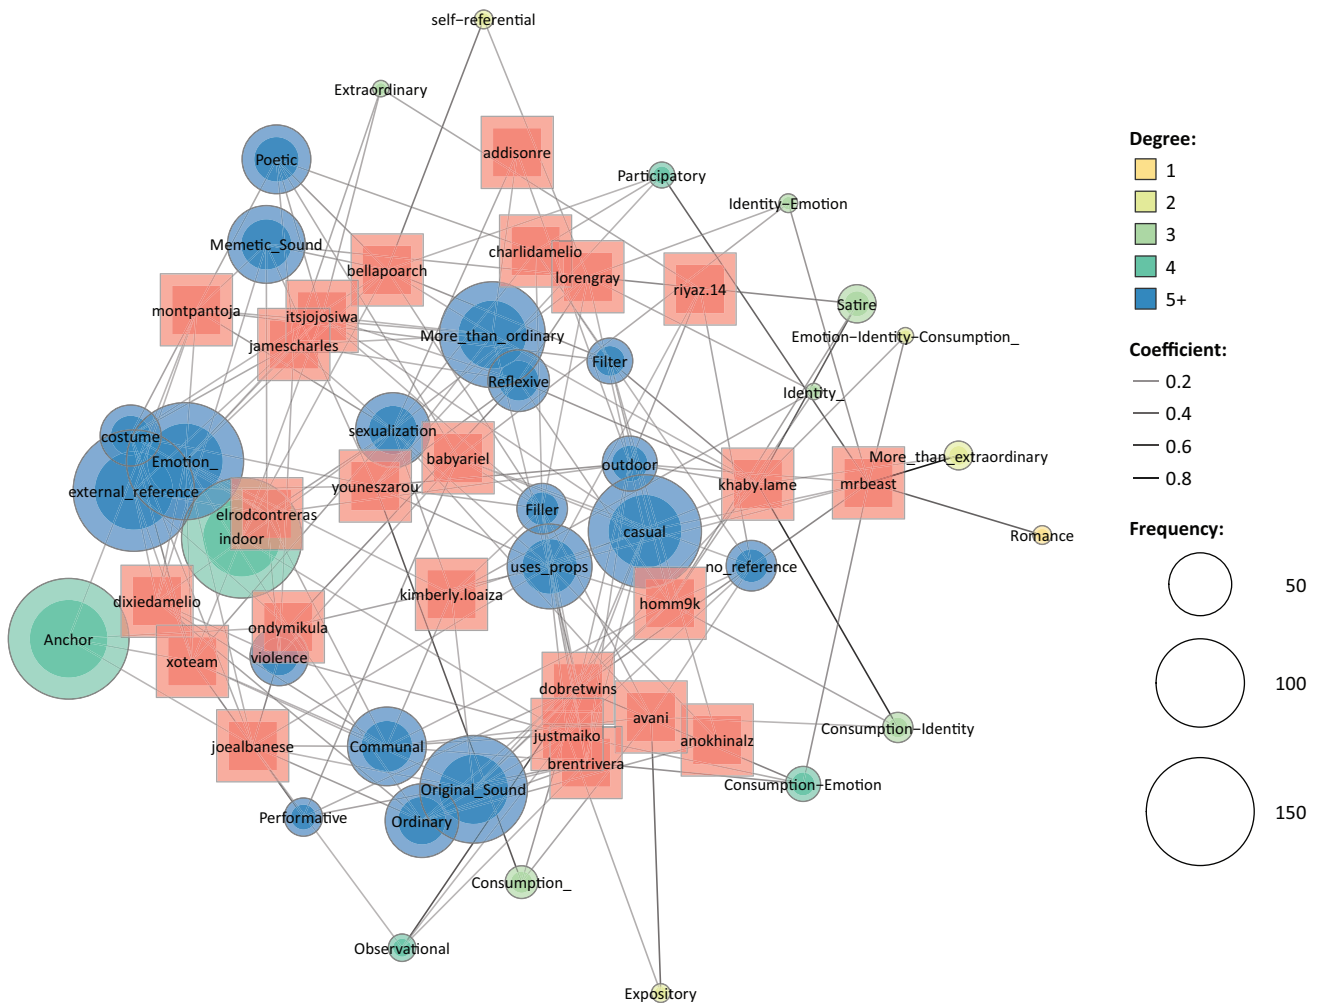 self-referential
Extraordinary
addisonre
Poetic
Participatory
Identity-Emotion
Memetic_Sound
charlidamelio
bellapoarch
lorengray
riyaz.14
Satire
montpantoja
itsjojosiwa
More_than_ordinary
Emotion-Identity-Consumption_
jamescharles
Filter
Reflexive
Identity_
costume
sexualization
Emotion_
babyariel
outdoor
More_than_extraordinary
external_reference
youneszarou
khaby.lame
mrbeast
elrodcontreras
Filler
indoor
casual
Romance
uses_props
no_reference
dixiedamelio
kimberly.loaiza
homm9k
Anchor
ondymikula
violence
xoteam
dobretwins
avani
joealbanese
Communal
justmaiko
anokhinalz
Consumption-Identity
brentrivera
Original_Sound
Consumption-Emotion
Performative
Ordinary
Consumption_
Observational
Expository
Degree:
1
2
3
4
5+
Coefficient:
0.2
0.4
0.6
0.8
Frequency:
50
100
150